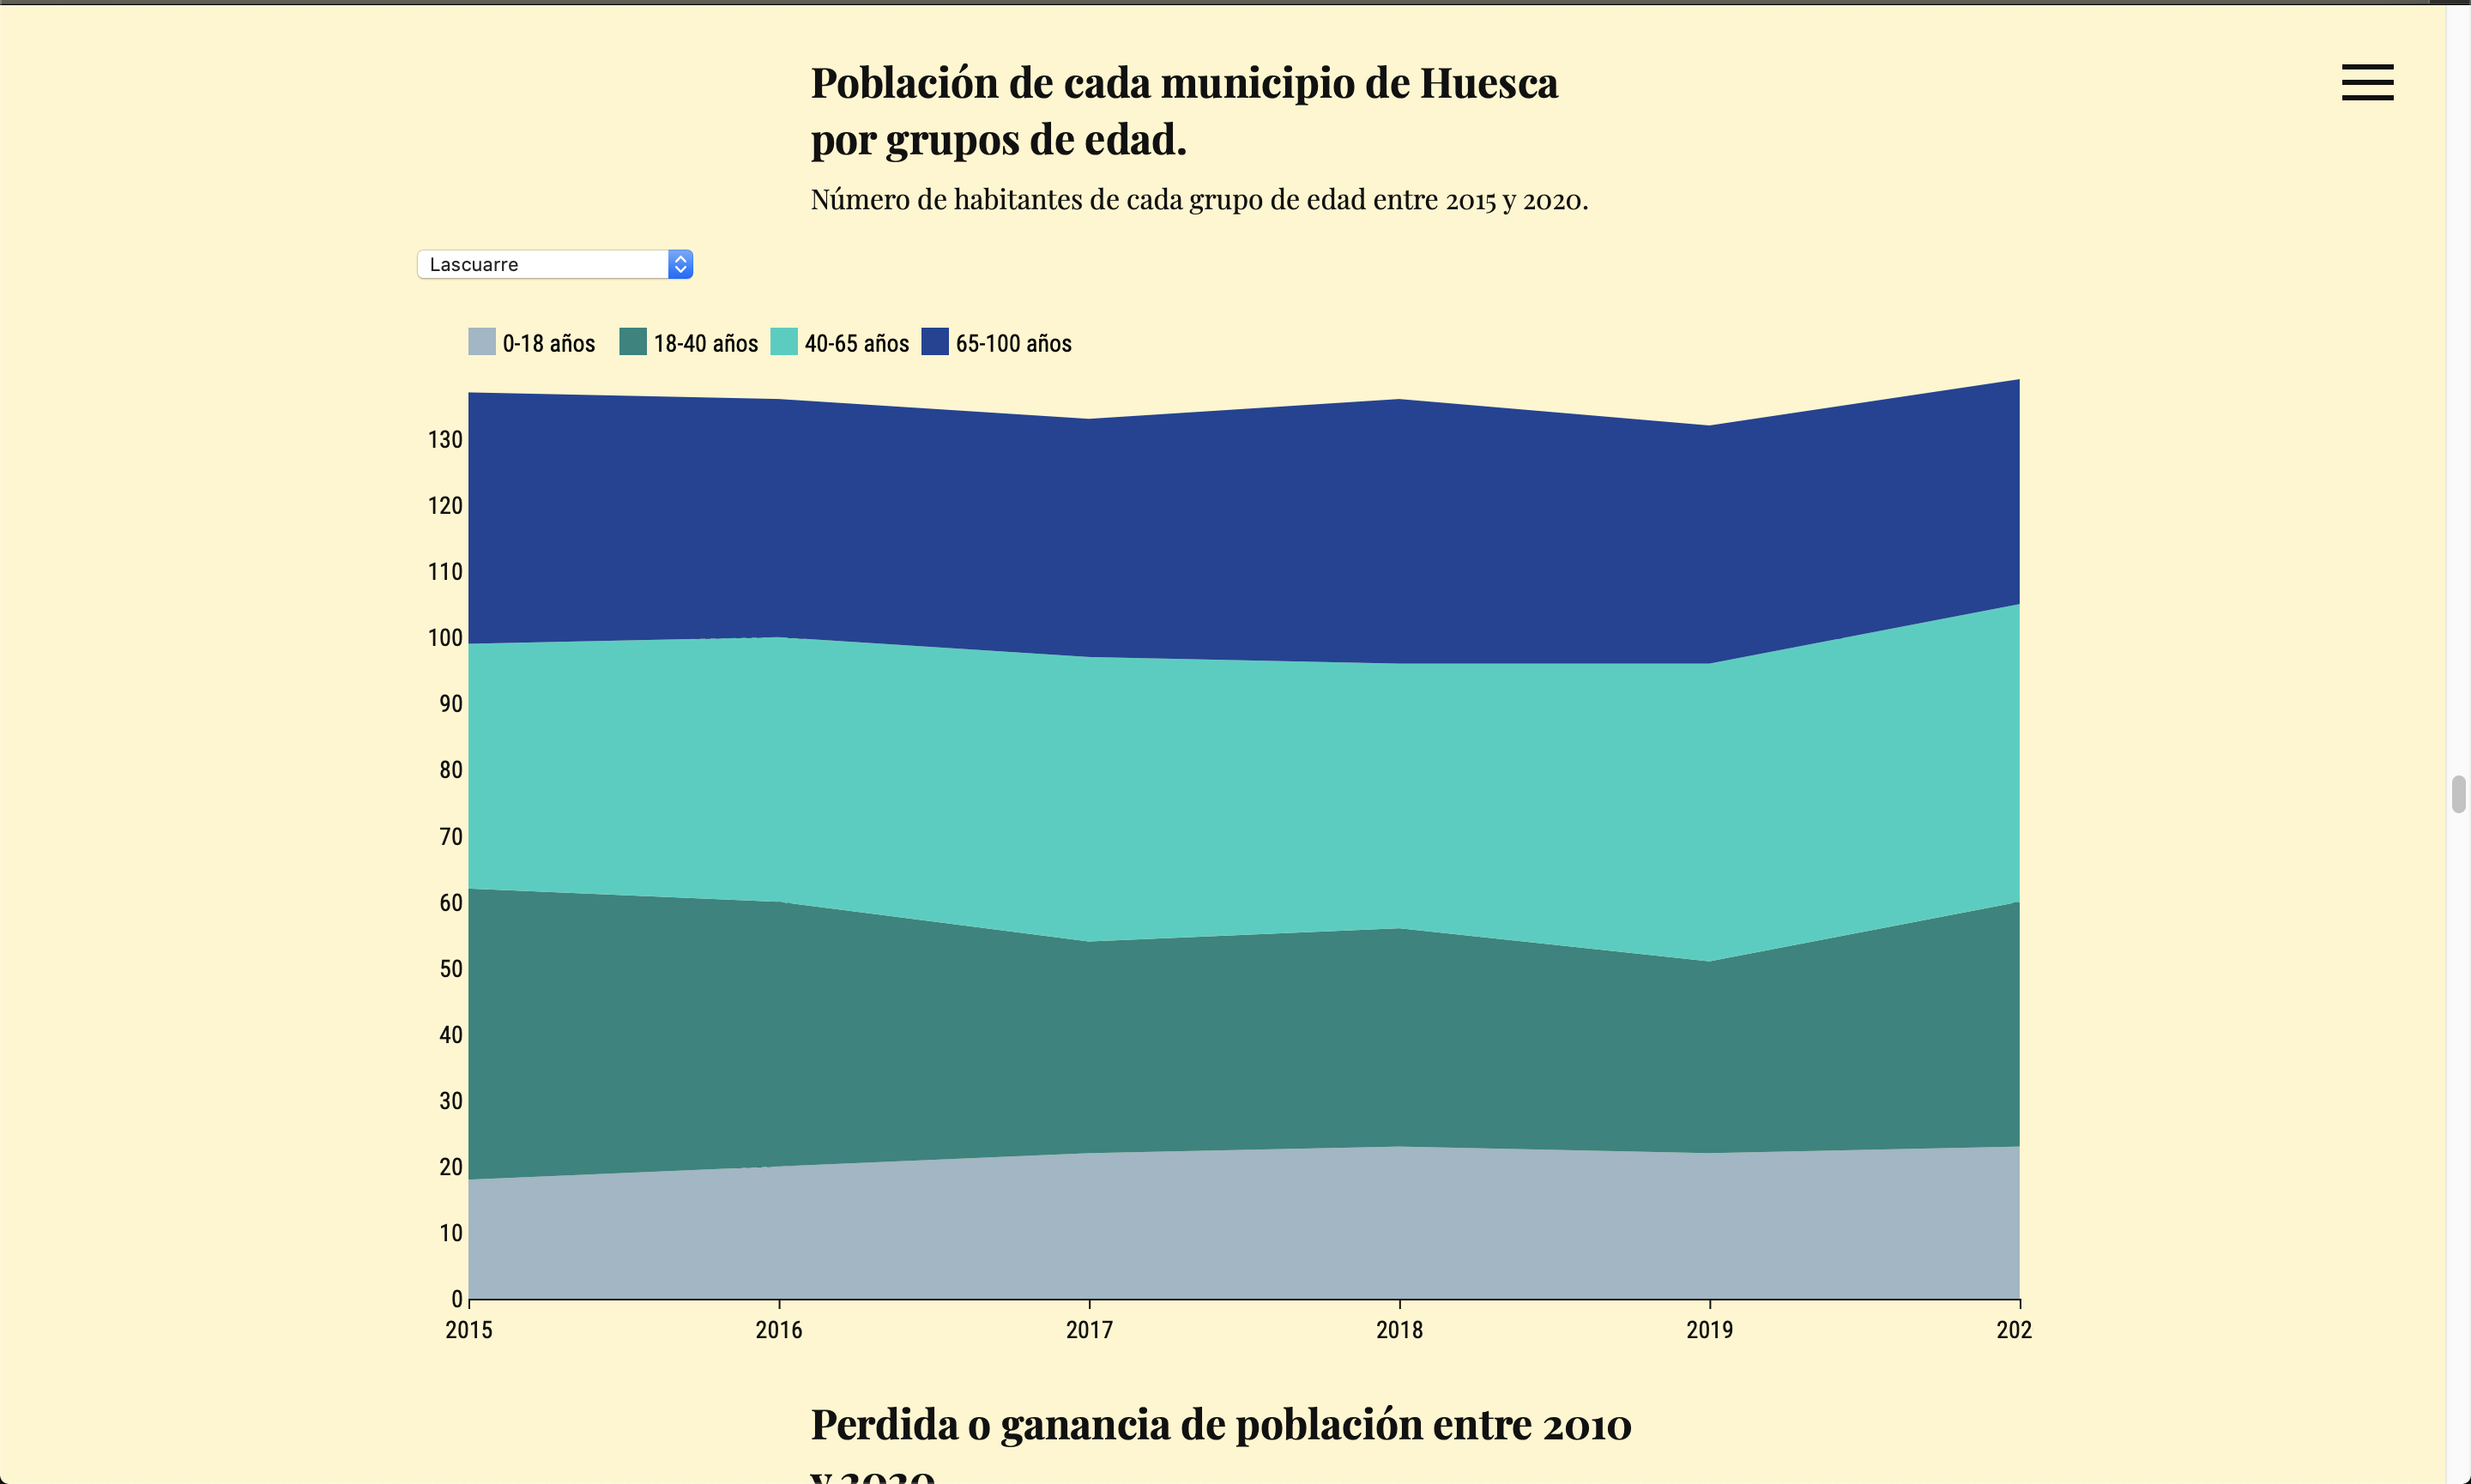 Población de cada municipio de Huesca
por grupos de edad.
Número de habitantes de cada grupo de edad entre 2015 y 2020.
Lascuarre
0-18 años 18-40 años 40-65 años 65-100 años
130
120
110
100
90
80
70
60
50
40
30
20
10
0
2015 2016 2017 2018 2019 202
Perdida o ganancia de población entre 2010
y 2020